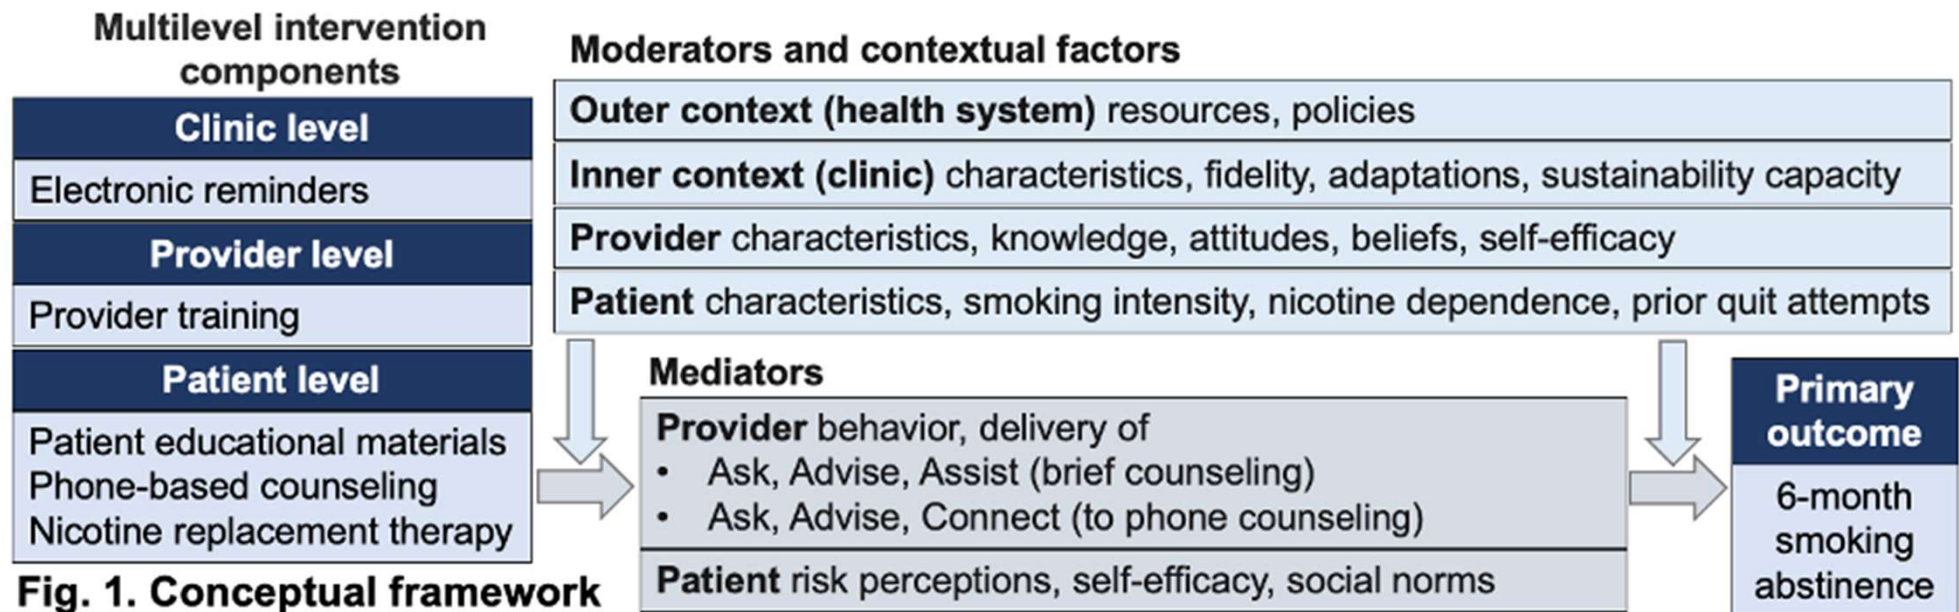 Multilevel intervention
components
Clinic level
Electronic reminders
Provider level
Provider training
Patient level
Patient educational materials
Phone-based counseling
Nicotine replacement therapy
Moderators and contextual factors
Outer context (health system) resources, policies
Inner context (clinic) characteristics, fidelity, adaptations, sustainability capacity
Provider characteristics, knowledge, attitudes, beliefs, self-efficacy
Patient characteristics, smoking intensity, nicotine dependence, prior quit attempts
Mediators
Provider behavior, delivery of
• Ask, Advise, Assist (brief counseling)
• Ask, Advise, Connect (to phone counseling)
Patient risk perceptions, self-efficacy, social norms
Primary
outcome
6-month
smoking
abstinence
Fig. 1. Conceptual framework